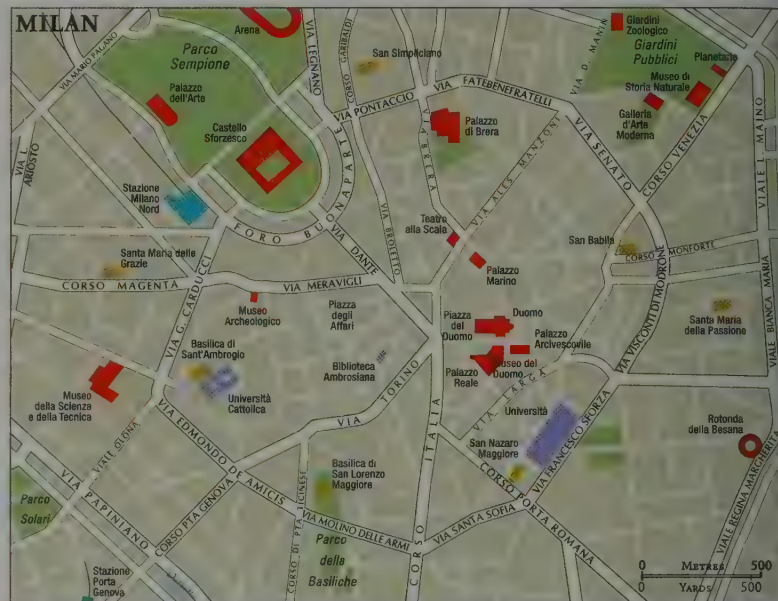 MILAN
Arena
Parco
Sempione
VIA MARIO PAGANO
VIA LEGNANO
CORSO GARIBALDI
San Simpliciano
VIA D. MANIN
Giardini
Zoologico
Giardini
Pubblici
Planetario
Museo di
Storia Naturale
Galleria
d'Arte
Moderna
Palazzo
dell'Arte
Castello
Sforzesco
VIA PONTACCIO
VIA FATEBENEFRATELLI
VIA BRERA
Palazzo
di Brera
VIA ALES. MANZONI
VIA SENATO
CORSO VENEZIA
VIALE L. MAINO
VIA L.
ARIOSTO
Stazione
Milano
Nord
FORO BUONAPARTE
VIA DANTE
VIA BROLETTO
Teatro
alla Scala
Palazzo
Marino
San Babila
CORSO MONFORTE
Santa Maria delle
Grazie
CORSO MAGENTA
VIA G. CARDUCCI
VIA MERAVIGLI
Museo
Archeologico
Piazza
degli
Affari
Piazza
del
Duomo
Duomo
Palazzo
Arcivescovile
VIA VISCONTI DI MODRONE
Santa Maria
della Passione
VIALE BIANCA MARIA
Basilica di
Sant'Ambrogio
Università
Cattolica
Biblioteca
Ambrosiana
Palazzo
Reale
Museo del
Duomo
VIA LARGA
Museo
della Scienza
e della Tecnica
VIA TORINO
Università
San Nazaro
Maggiore
VIA FRANCESCO SFORZA
Rotonda
della Besana
VIALE OLONA
VIA EDMONDO DE AMICIS
Basilica di
San Lorenzo
Maggiore
CORSO ITALIA
CORSO PORTA ROMANA
VIALE REGINA MARGHERITA
VIA PAPINIANO
CORSO PTA GENOVA
CORSO DI PTA TICINESE
VIA MOLINO DELLE ARMI
VIA SANTA SOFIA
Parco
Solari
Parco
della
Basiliche
Stazione
Porta
Genova
0 METRES 500
0 YARDS 500